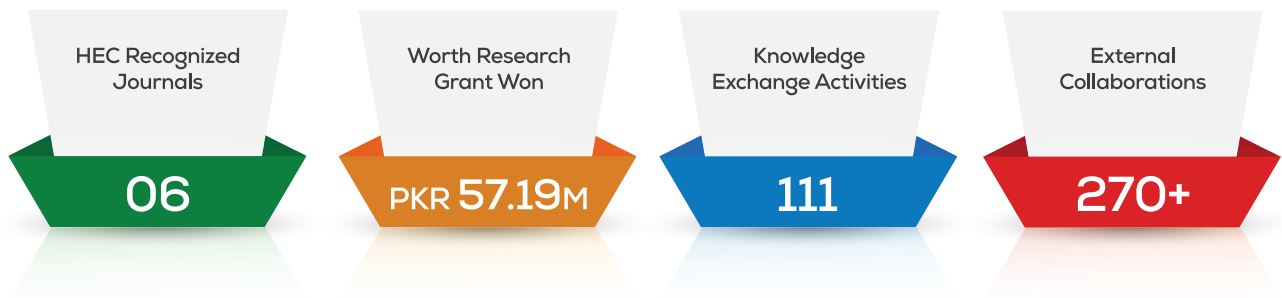 HEC Recognized
Journals
06
Worth Research
Grant Won
PKR 57.19M
Knowledge
Exchange Activities
111
External
Collaborations
270+